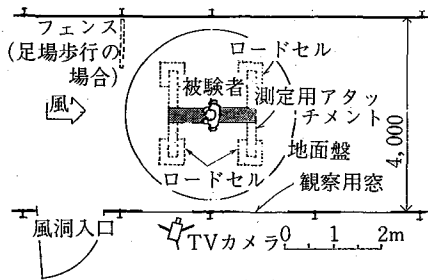 フェンス
(足場歩行の
場合)
ロードセル
被験者
測定用アタッ
チメント
風
地面盤
ロードセル
観察用窓
4,000
風洞入口
TVカメラ
0 1 2m